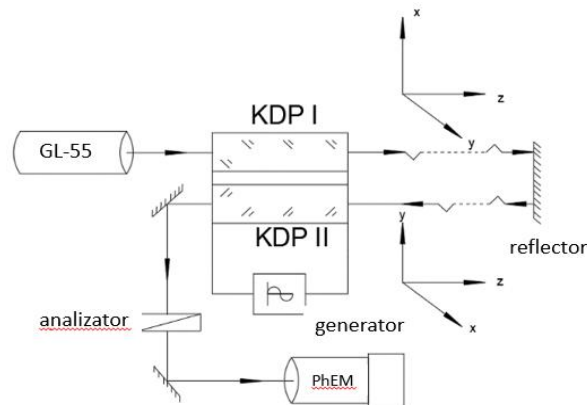 x
z
y
KDP I
GL-55
KDP II
y
z
x
reflector
generator
analizator
PhEM